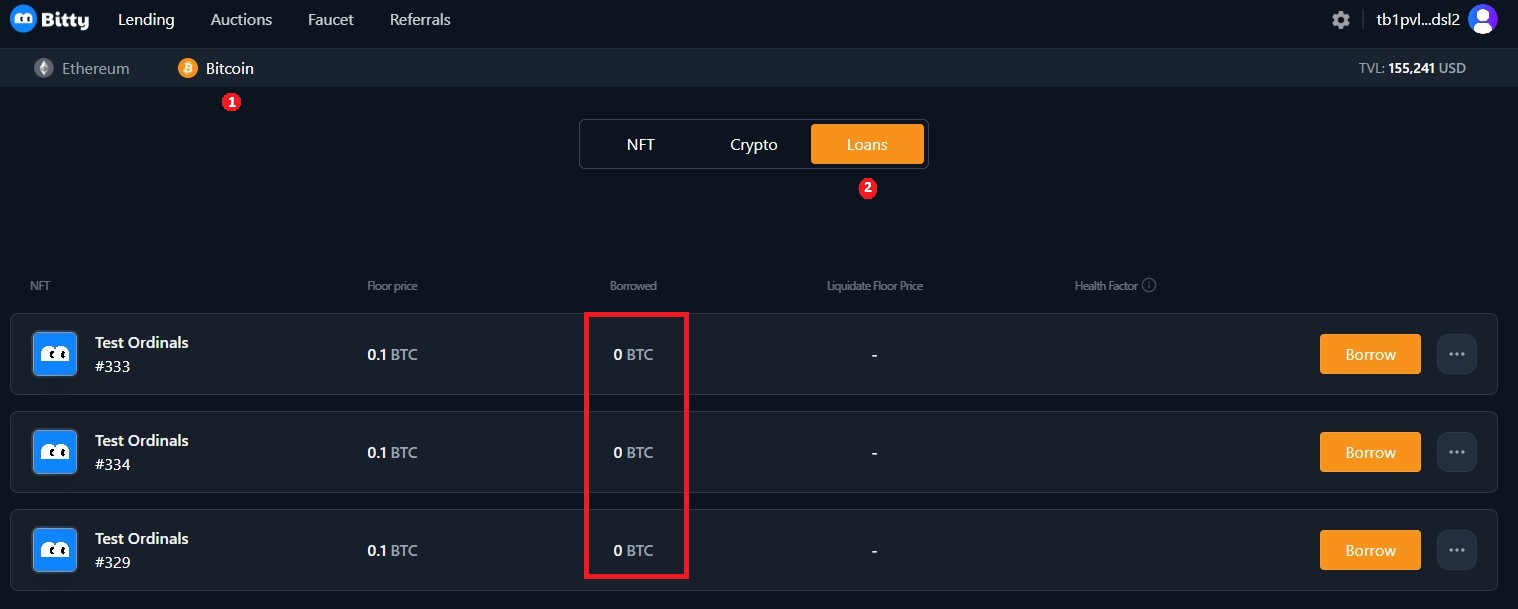 Bitty Lending Auctions Faucet Referrals tb1pvl...dsl2
Ethereum Bitcoin TVL: 155,241 USD
1
NFT Crypto Loans
2
NFT Floor price Borrowed Liquidate Floor Price Health Factor
Test Ordinals
#333
0.1 BTC 0 BTC - Borrow
Test Ordinals
#334
0.1 BTC 0 BTC - Borrow
Test Ordinals
#329
0.1 BTC 0 BTC - Borrow